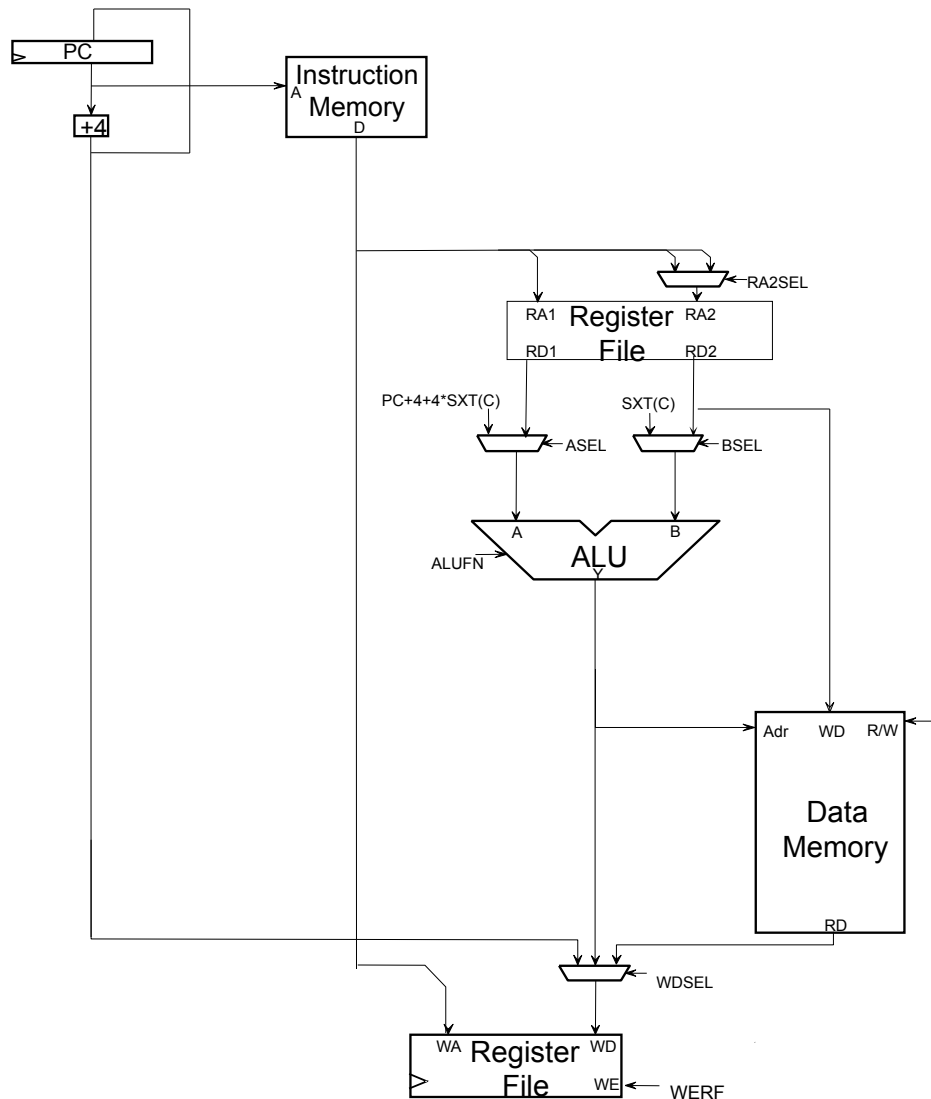 PC
Instruction
Memory
A
D
+4
RA2SEL
RA1
Register
File
RA2
RD1
RD2
PC+4+4*SXT(C)
SXT(C)
ASEL
BSEL
A
B
ALU
Y
ALUFN
Adr
WD
R/W
Data
Memory
RD
WDSEL
WA
Register
File
WD
WE
WERF